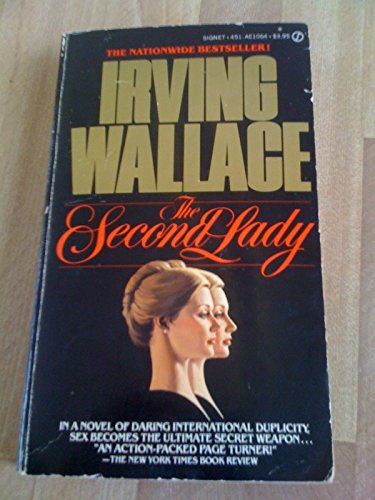 SIGNET • 451-AE1064 • $3.95
THE NATIONWIDE BESTSELLER!
IRVING
WALLACE
The
Second Lady
IN A NOVEL OF DARING INTERNATIONAL DUPLICITY,
SEX BECOMES THE ULTIMATE SECRET WEAPON...
"AN ACTION-PACKED PAGE TURNER!"
—THE NEW YORK TIMES BOOK REVIEW